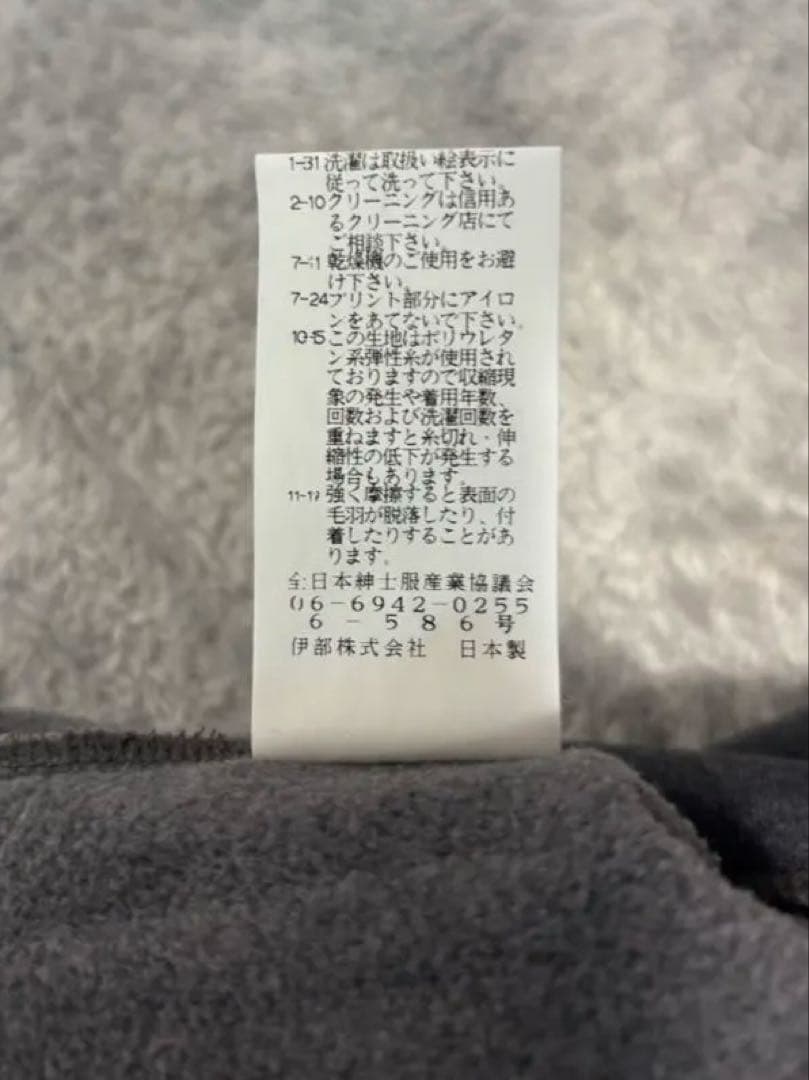 1-31 洗濯は取扱い絵表示に
従って洗って下さい。
2-10 クリーニングは信用あ
るクリーニング店にて
ご相談下さい。
7-41 乾燥機のご使用をお避
け下さい。
7-24 プリント部分にアイロ
ンをあてないで下さい。
10-5 この生地はポリウレタ
ン系弾性糸が使用され
ておりますので収縮現
象の発生や着用年数、
回数および洗濯回数を
重ねますと糸切れ・伸
縮性の低下が発生する
場合もあります。
強く摩擦すると表面の
毛羽が脱落したり、付
着したりすることがあ
ります。
全日本紳士服産業協議会
06-6942-0255
6-586号
伊部株式会社 日本製